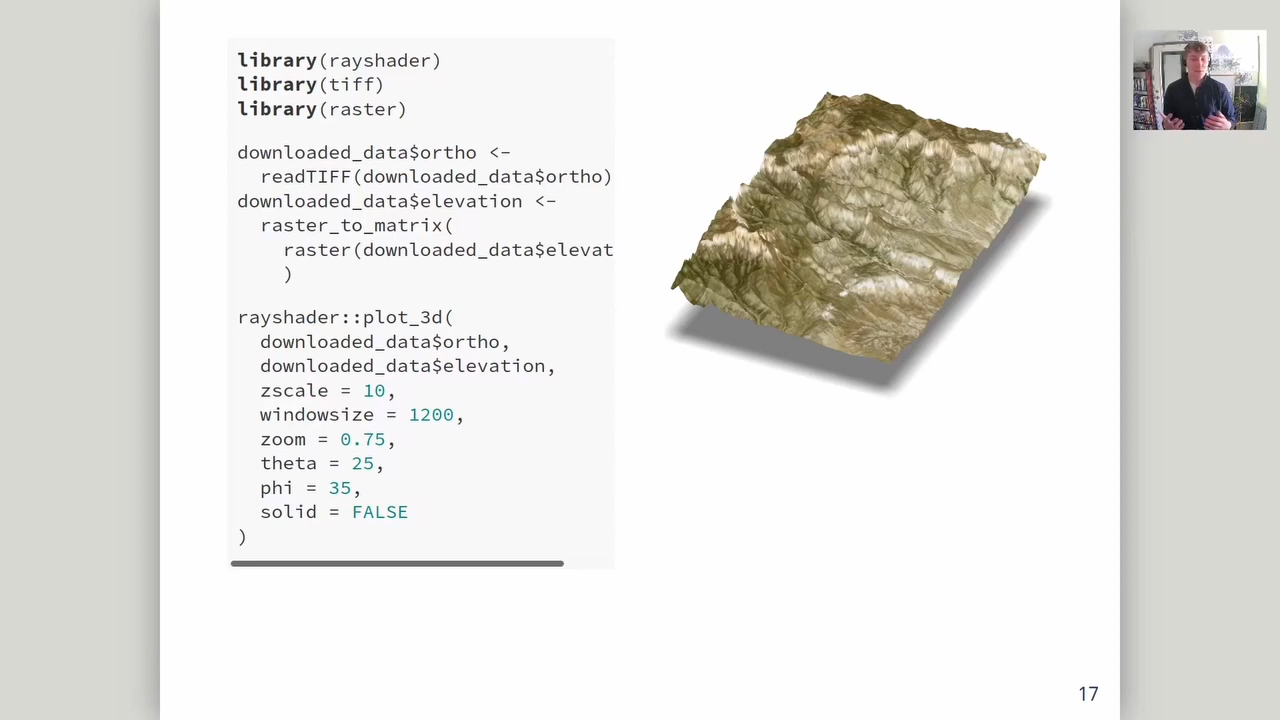 library(rayshader)
library(tiff)
library(raster)
downloaded_data$ortho <-
  readTIFF(downloaded_data$ortho)
downloaded_data$elevation <-
  raster_to_matrix(
    raster(downloaded_data$elevat
    )
rayshader::plot_3d(
  downloaded_data$ortho,
  downloaded_data$elevation,
  zscale = 10,
  windowsize = 1200,
  zoom = 0.75,
  theta = 25,
  phi = 35,
  solid = FALSE
)
17